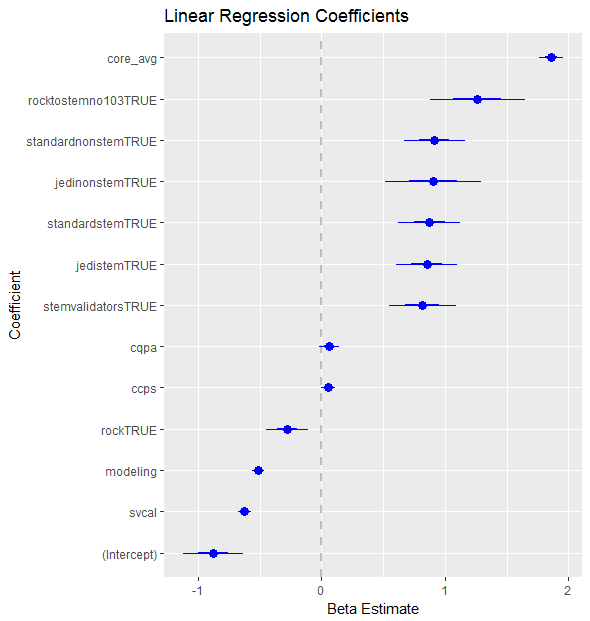 Linear Regression Coefficients
Coefficient
core_avg
rocktostemno103TRUE
standardnonstemTRUE
jedinonstemTRUE
standardstemTRUE
jedistemTRUE
stemvalidatorsTRUE
cqpa
ccps
rockTRUE
modeling
svcal
(Intercept)
-1 0 1 2
Beta Estimate